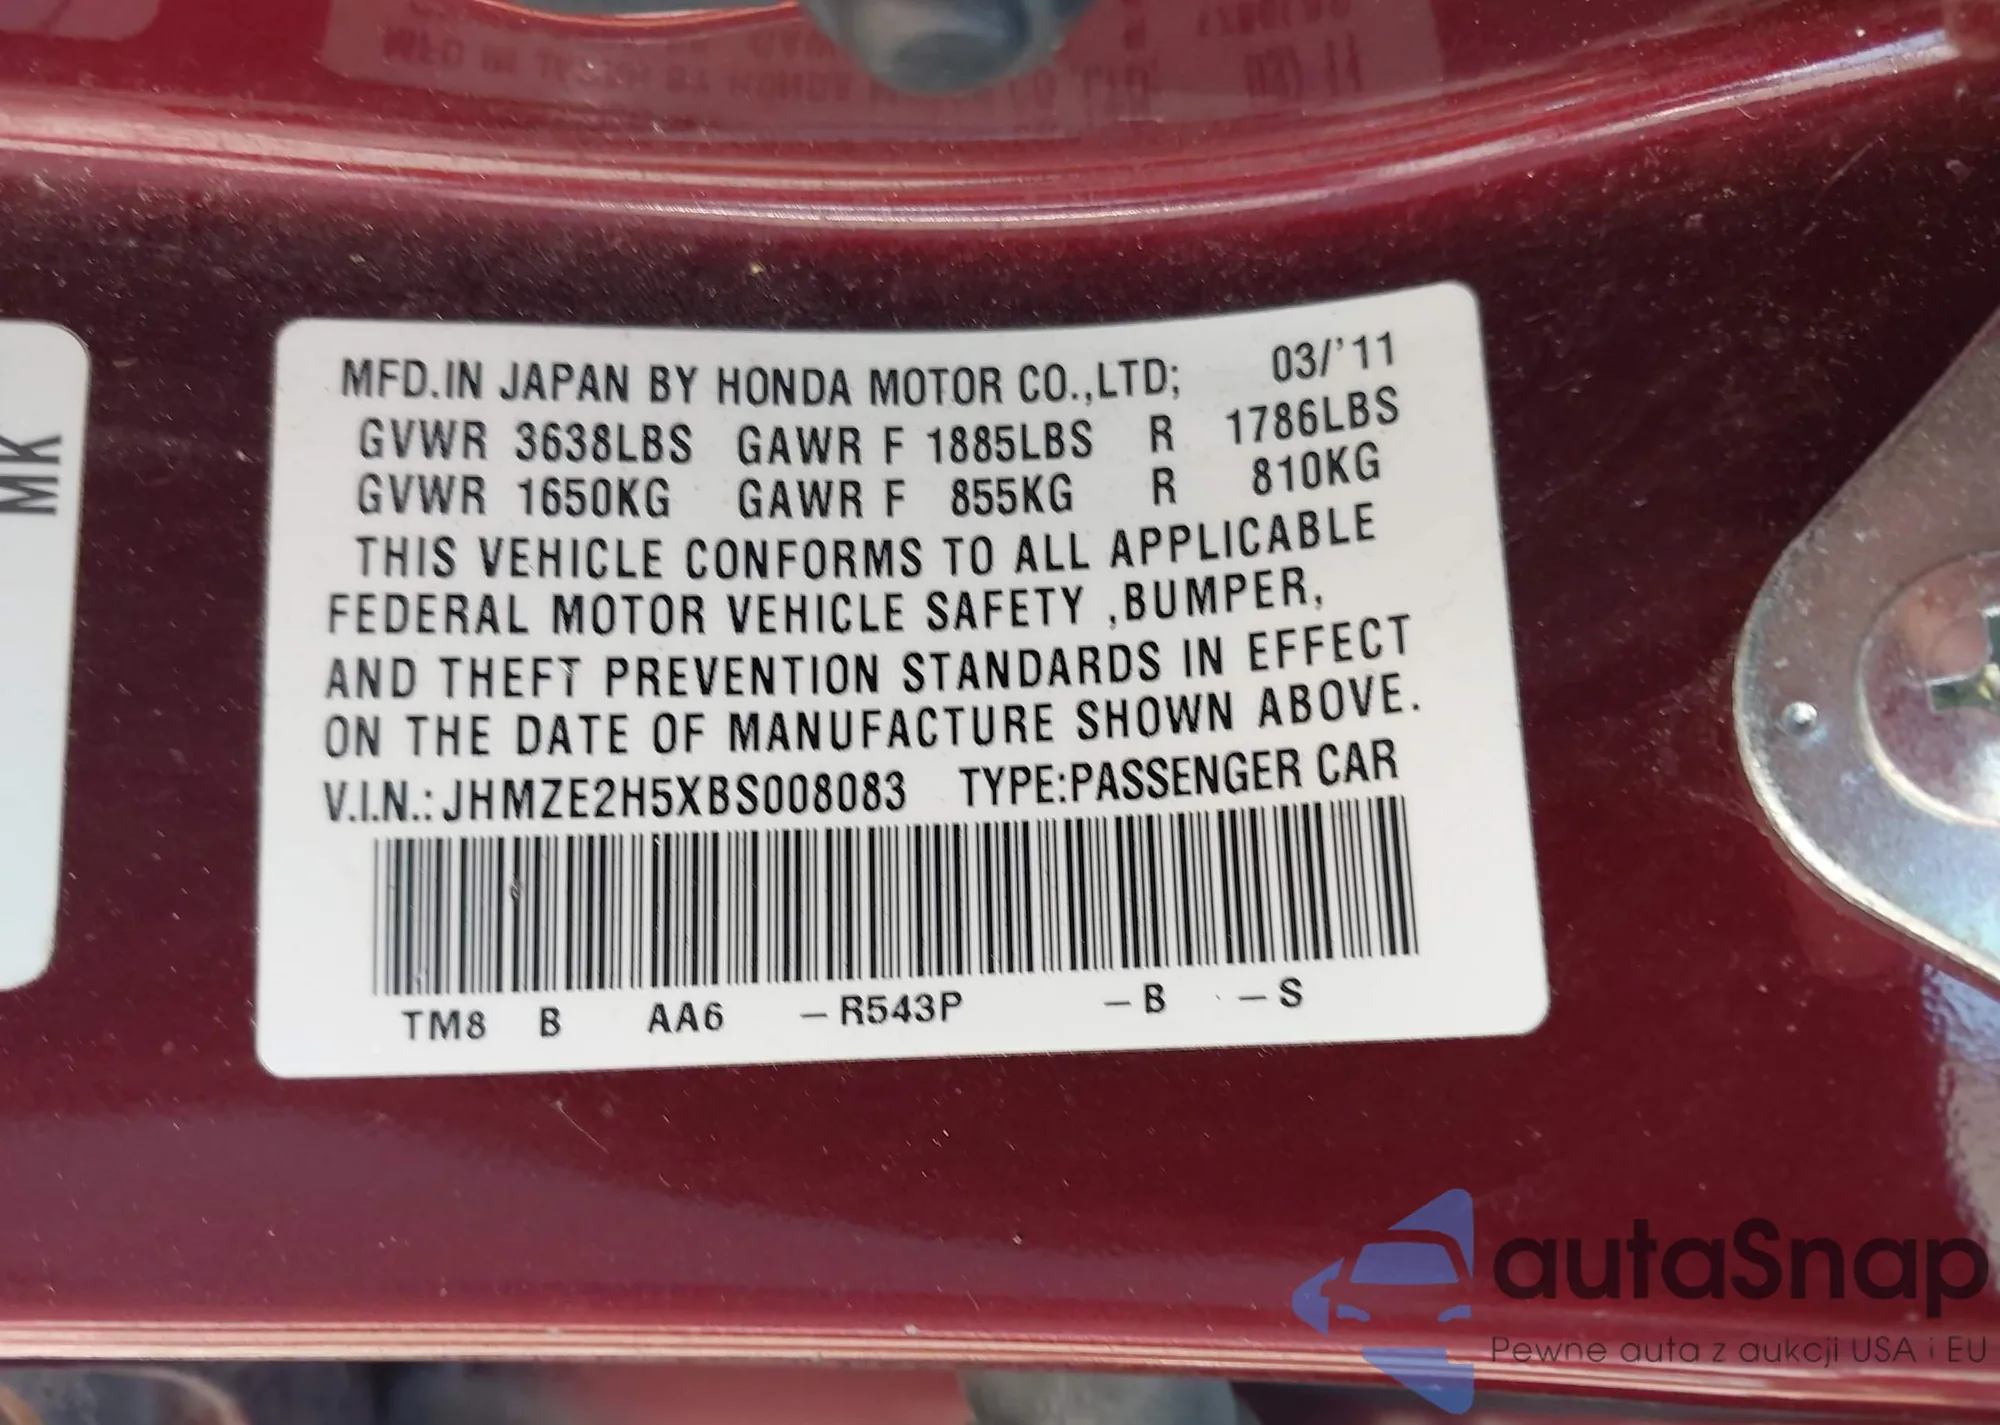 MFD.IN JAPAN BY HONDA MOTOR CO.,LTD; 03/'11
GVWR 3638LBS GAWR F 1885LBS R 1786LBS
GVWR 1650KG GAWR F 855KG R 810KG
THIS VEHICLE CONFORMS TO ALL APPLICABLE
FEDERAL MOTOR VEHICLE SAFETY ,BUMPER,
AND THEFT PREVENTION STANDARDS IN EFFECT
ON THE DATE OF MANUFACTURE SHOWN ABOVE.
V.I.N.: JHMZE2H5XBS008083 TYPE:PASSENGER CAR
TM8 B AA6 –R543P –B –S
MK
autaSnap
Pewne auta z aukcji USA i EU